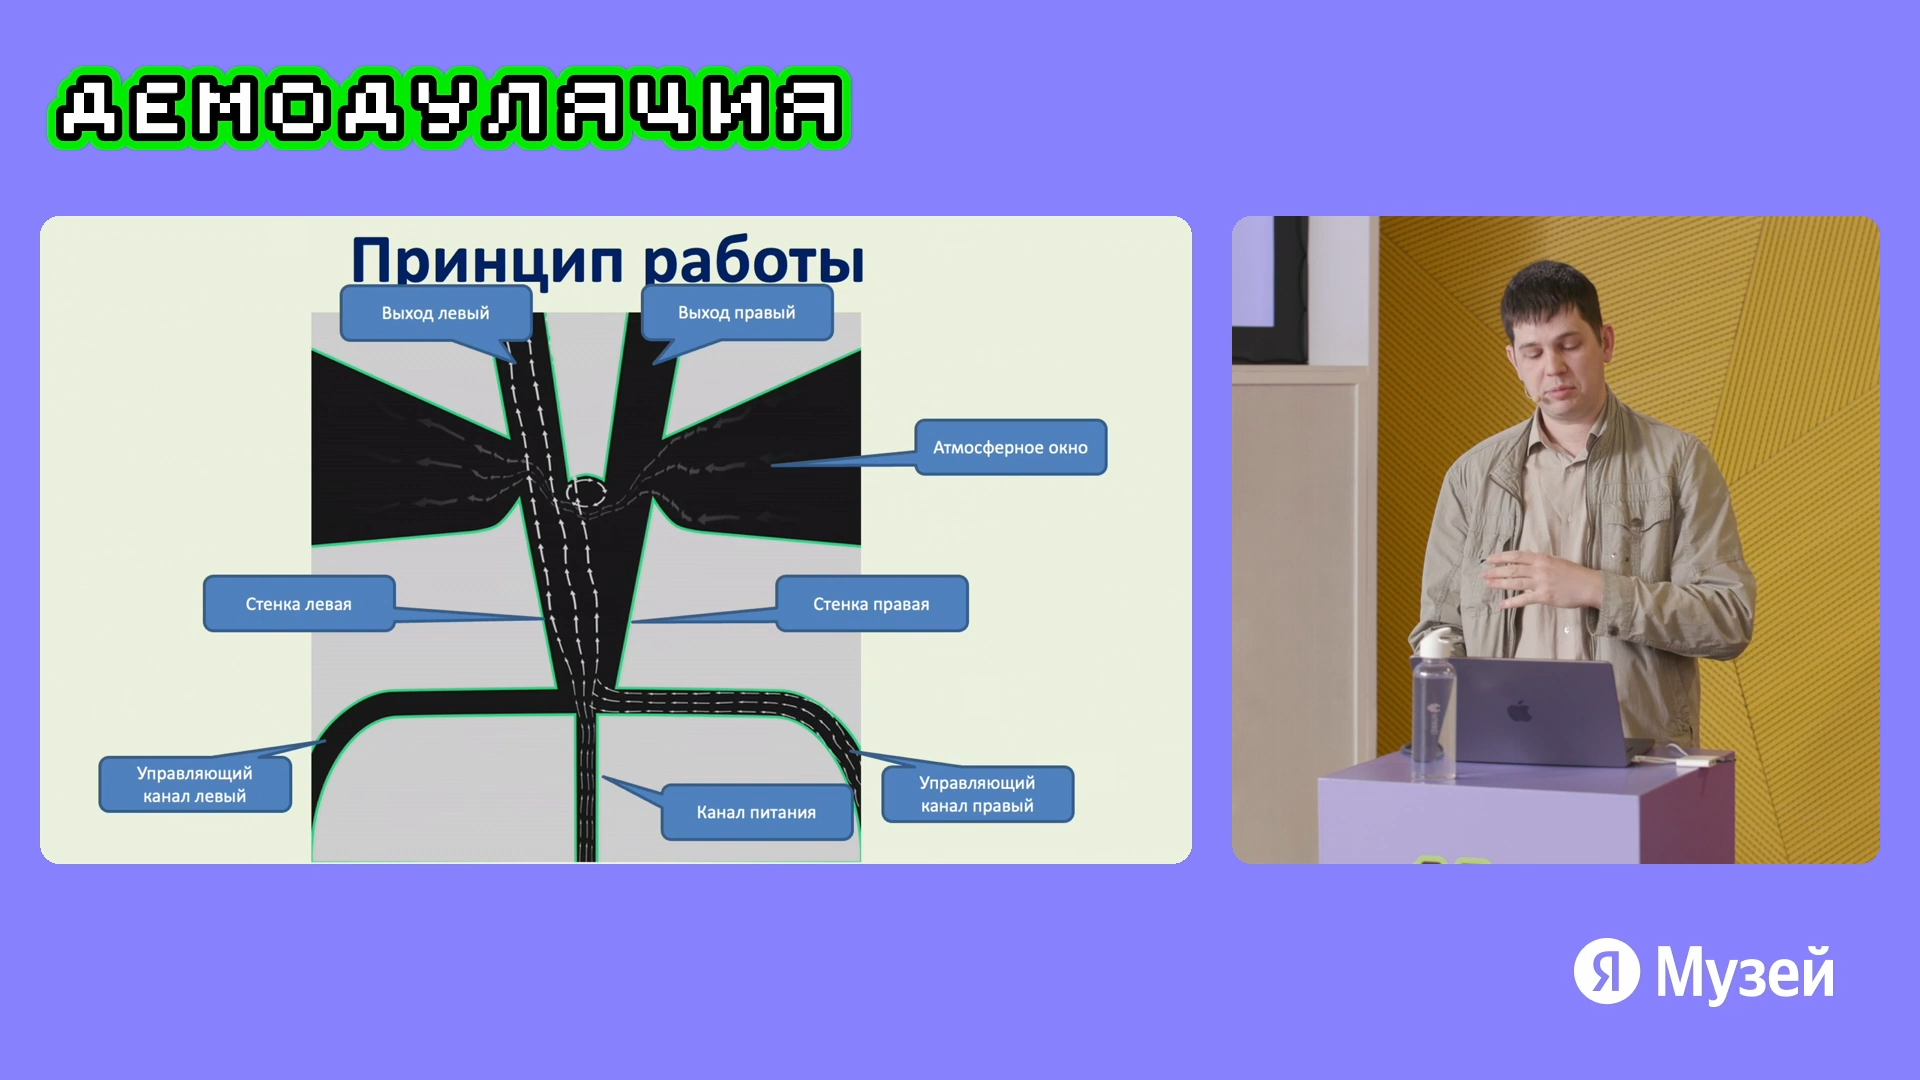 ДЕМОДУЛЯЦИЯ
Принцип работы
Выход левый
Выход правый
Атмосферное окно
Стенка левая
Стенка правая
Управляющий
канал левый
Канал питания
Управляющий
канал правый
Я Музей